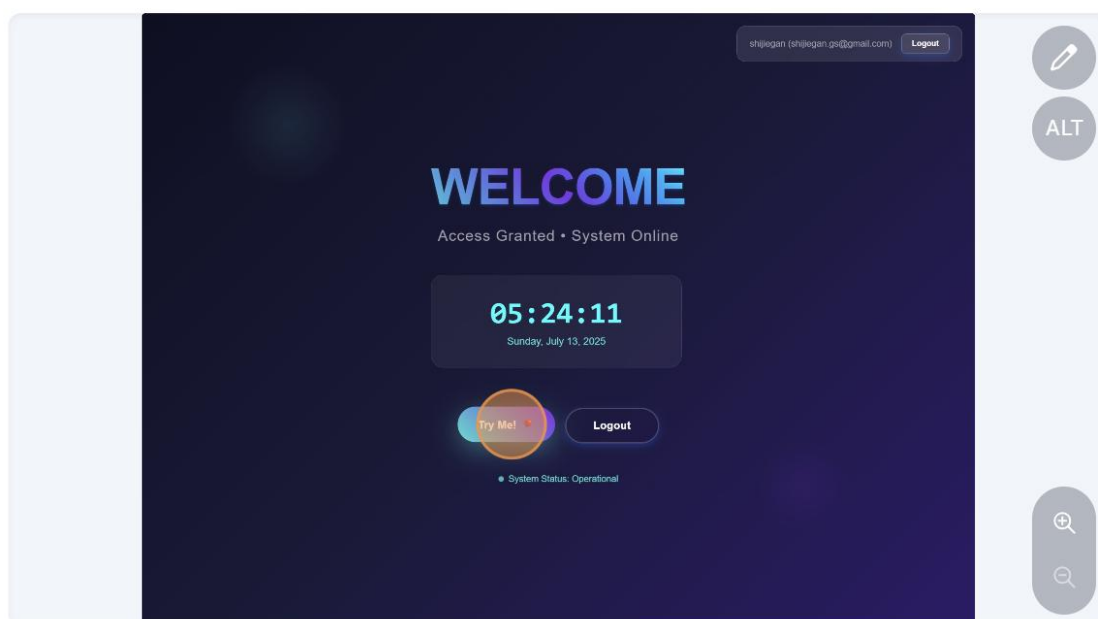 shijiegan (shijiegan.gs@gmail.com) Logout
ALT
WELCOME
Access Granted • System Online
05:24:11
Sunday, July 13, 2025
Try Me! Logout
System Status: Operational